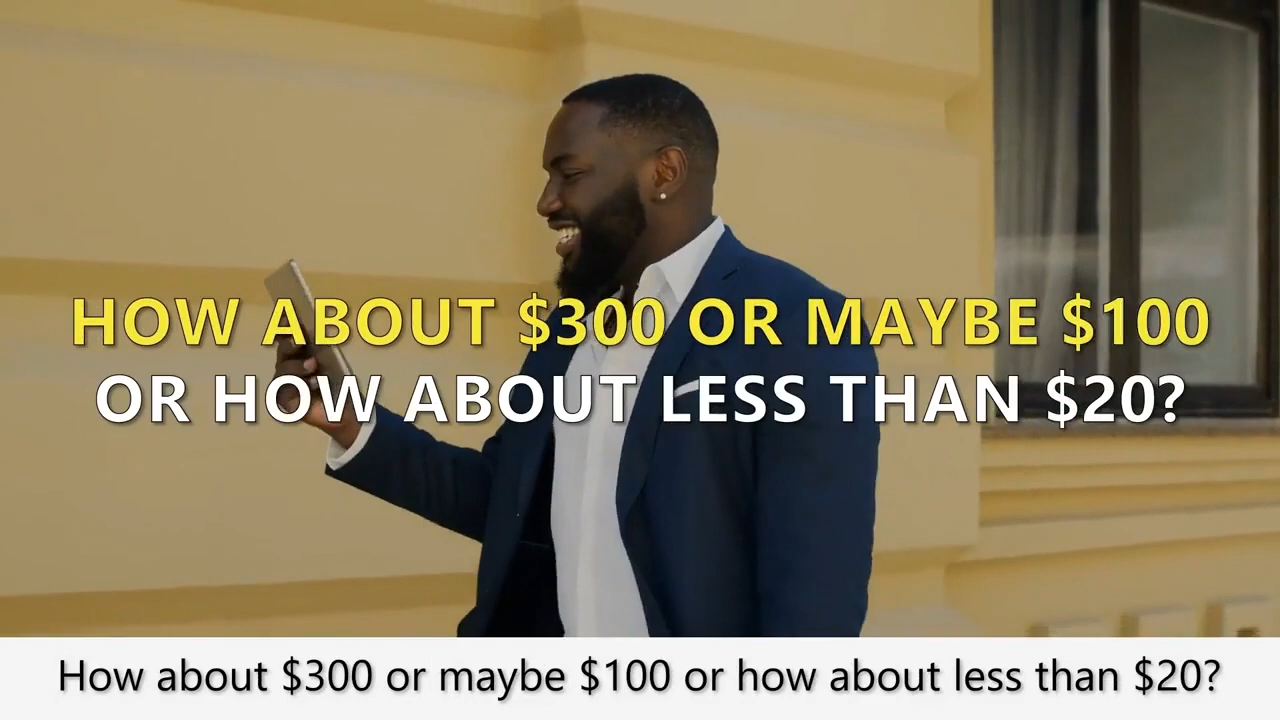 HOW ABOUT $300 OR MAYBE $100
OR HOW ABOUT LESS THAN $20?
How about $300 or maybe $100 or how about less than $20?